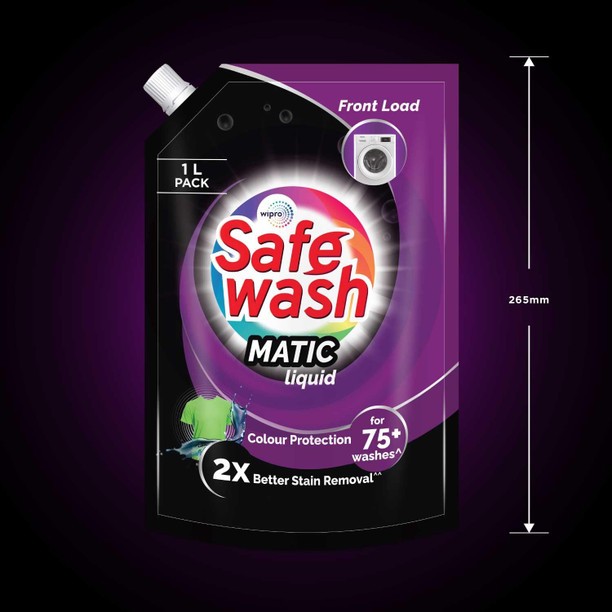 Front Load
1 L
PACK
wipro
Safe
wash
MATIC
liquid
Colour Protection
for
75+
washes^
2X Better Stain Removal^^
265mm